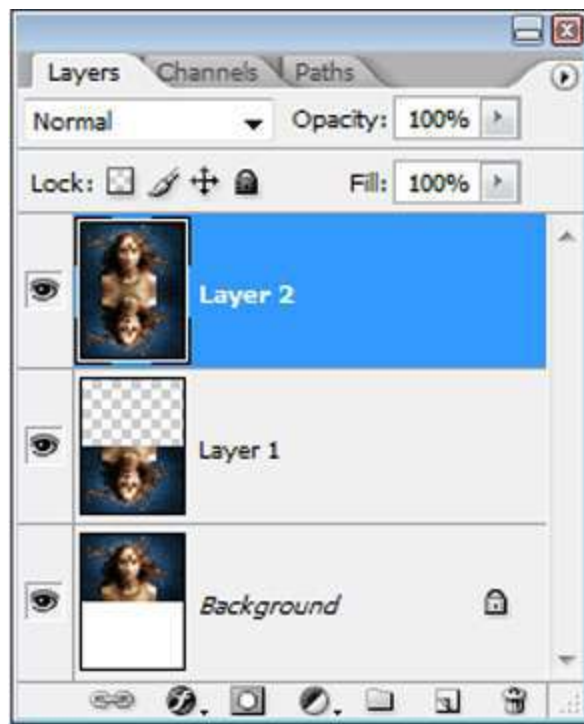 Layers Channels Paths
Normal Opacity: 100%
Lock: Fill: 100%
Layer 2
Layer 1
Background